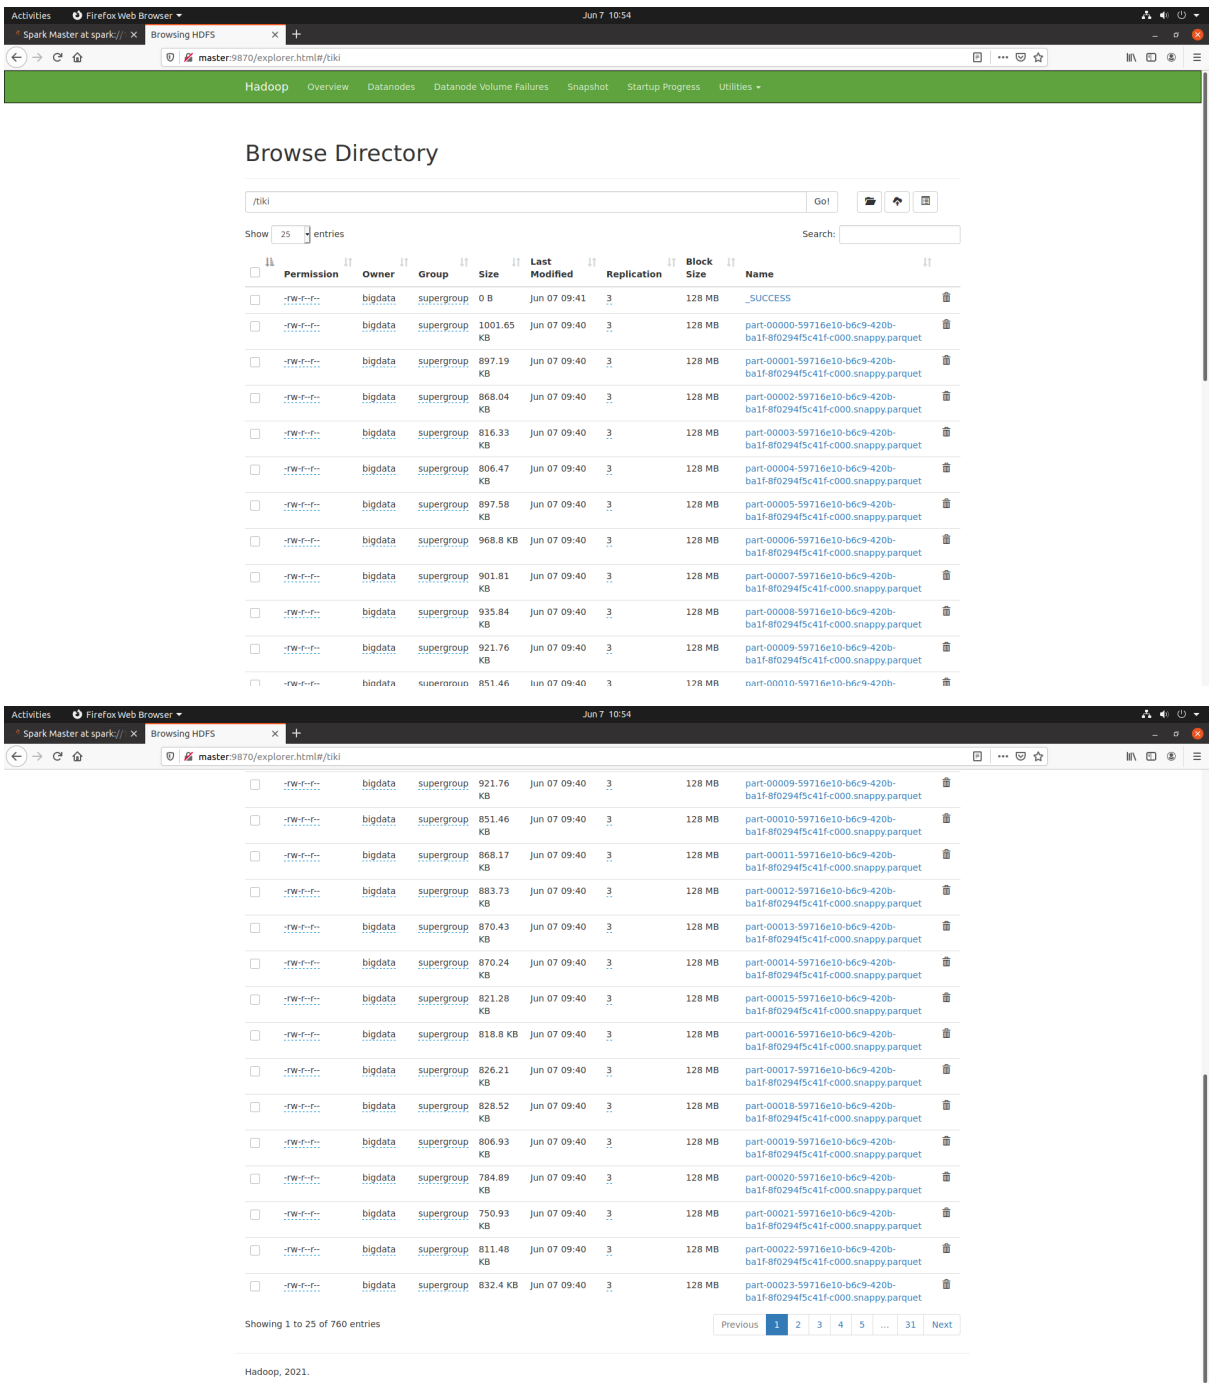 Activities Firefox Web Browser Jun 7 10:54
Spark Master at spark:// Browsing HDFS
master:9870/explorer.html#/tiki
Hadoop Overview Datanodes Datanode Volume Failures Snapshot Startup Progress Utilities
Browse Directory
/tiki Go!
Show 25 entries Search:
Permission Owner Group Size Last Modified Replication Block Size Name
-rw-r--r-- bigdata supergroup 0 B Jun 07 09:41 3 128 MB _SUCCESS
-rw-r--r-- bigdata supergroup 1001.65 KB Jun 07 09:40 3 128 MB part-00000-59716e10-b6c9-420b-ba1f-8f0294f5c41f-c000.snappy.parquet
-rw-r--r-- bigdata supergroup 897.19 KB Jun 07 09:40 3 128 MB part-00001-59716e10-b6c9-420b-ba1f-8f0294f5c41f-c000.snappy.parquet
-rw-r--r-- bigdata supergroup 868.04 KB Jun 07 09:40 3 128 MB part-00002-59716e10-b6c9-420b-ba1f-8f0294f5c41f-c000.snappy.parquet
-rw-r--r-- bigdata supergroup 816.33 KB Jun 07 09:40 3 128 MB part-00003-59716e10-b6c9-420b-ba1f-8f0294f5c41f-c000.snappy.parquet
-rw-r--r-- bigdata supergroup 806.47 KB Jun 07 09:40 3 128 MB part-00004-59716e10-b6c9-420b-ba1f-8f0294f5c41f-c000.snappy.parquet
-rw-r--r-- bigdata supergroup 897.58 KB Jun 07 09:40 3 128 MB part-00005-59716e10-b6c9-420b-ba1f-8f0294f5c41f-c000.snappy.parquet
-rw-r--r-- bigdata supergroup 968.8 KB Jun 07 09:40 3 128 MB part-00006-59716e10-b6c9-420b-ba1f-8f0294f5c41f-c000.snappy.parquet
-rw-r--r-- bigdata supergroup 901.81 KB Jun 07 09:40 3 128 MB part-00007-59716e10-b6c9-420b-ba1f-8f0294f5c41f-c000.snappy.parquet
-rw-r--r-- bigdata supergroup 935.84 KB Jun 07 09:40 3 128 MB part-00008-59716e10-b6c9-420b-ba1f-8f0294f5c41f-c000.snappy.parquet
-rw-r--r-- bigdata supergroup 921.76 KB Jun 07 09:40 3 128 MB part-00009-59716e10-b6c9-420b-ba1f-8f0294f5c41f-c000.snappy.parquet
-rw-r--r-- bigdata supergroup 851.46 Jun 07 09:40 3 128 MB part-00010-59716e10-b6c9-420b-
Activities Firefox Web Browser Jun 7 10:54
Spark Master at spark:// Browsing HDFS
master:9870/explorer.html#/tiki
-rw-r--r-- bigdata supergroup 921.76 KB Jun 07 09:40 3 128 MB part-00009-59716e10-b6c9-420b-ba1f-8f0294f5c41f-c000.snappy.parquet
-rw-r--r-- bigdata supergroup 851.46 KB Jun 07 09:40 3 128 MB part-00010-59716e10-b6c9-420b-ba1f-8f0294f5c41f-c000.snappy.parquet
-rw-r--r-- bigdata supergroup 868.17 KB Jun 07 09:40 3 128 MB part-00011-59716e10-b6c9-420b-ba1f-8f0294f5c41f-c000.snappy.parquet
-rw-r--r-- bigdata supergroup 883.73 KB Jun 07 09:40 3 128 MB part-00012-59716e10-b6c9-420b-ba1f-8f0294f5c41f-c000.snappy.parquet
-rw-r--r-- bigdata supergroup 870.43 KB Jun 07 09:40 3 128 MB part-00013-59716e10-b6c9-420b-ba1f-8f0294f5c41f-c000.snappy.parquet
-rw-r--r-- bigdata supergroup 870.24 KB Jun 07 09:40 3 128 MB part-00014-59716e10-b6c9-420b-ba1f-8f0294f5c41f-c000.snappy.parquet
-rw-r--r-- bigdata supergroup 821.28 KB Jun 07 09:40 3 128 MB part-00015-59716e10-b6c9-420b-ba1f-8f0294f5c41f-c000.snappy.parquet
-rw-r--r-- bigdata supergroup 818.8 KB Jun 07 09:40 3 128 MB part-00016-59716e10-b6c9-420b-ba1f-8f0294f5c41f-c000.snappy.parquet
-rw-r--r-- bigdata supergroup 826.21 KB Jun 07 09:40 3 128 MB part-00017-59716e10-b6c9-420b-ba1f-8f0294f5c41f-c000.snappy.parquet
-rw-r--r-- bigdata supergroup 828.52 KB Jun 07 09:40 3 128 MB part-00018-59716e10-b6c9-420b-ba1f-8f0294f5c41f-c000.snappy.parquet
-rw-r--r-- bigdata supergroup 806.93 KB Jun 07 09:40 3 128 MB part-00019-59716e10-b6c9-420b-ba1f-8f0294f5c41f-c000.snappy.parquet
-rw-r--r-- bigdata supergroup 784.89 KB Jun 07 09:40 3 128 MB part-00020-59716e10-b6c9-420b-ba1f-8f0294f5c41f-c000.snappy.parquet
-rw-r--r-- bigdata supergroup 750.93 KB Jun 07 09:40 3 128 MB part-00021-59716e10-b6c9-420b-ba1f-8f0294f5c41f-c000.snappy.parquet
-rw-r--r-- bigdata supergroup 811.48 KB Jun 07 09:40 3 128 MB part-00022-59716e10-b6c9-420b-ba1f-8f0294f5c41f-c000.snappy.parquet
-rw-r--r-- bigdata supergroup 832.4 KB Jun 07 09:40 3 128 MB part-00023-59716e10-b6c9-420b-ba1f-8f0294f5c41f-c000.snappy.parquet
Showing 1 to 25 of 760 entries Previous 1 2 3 4 5 … 31 Next
Hadoop, 2021.